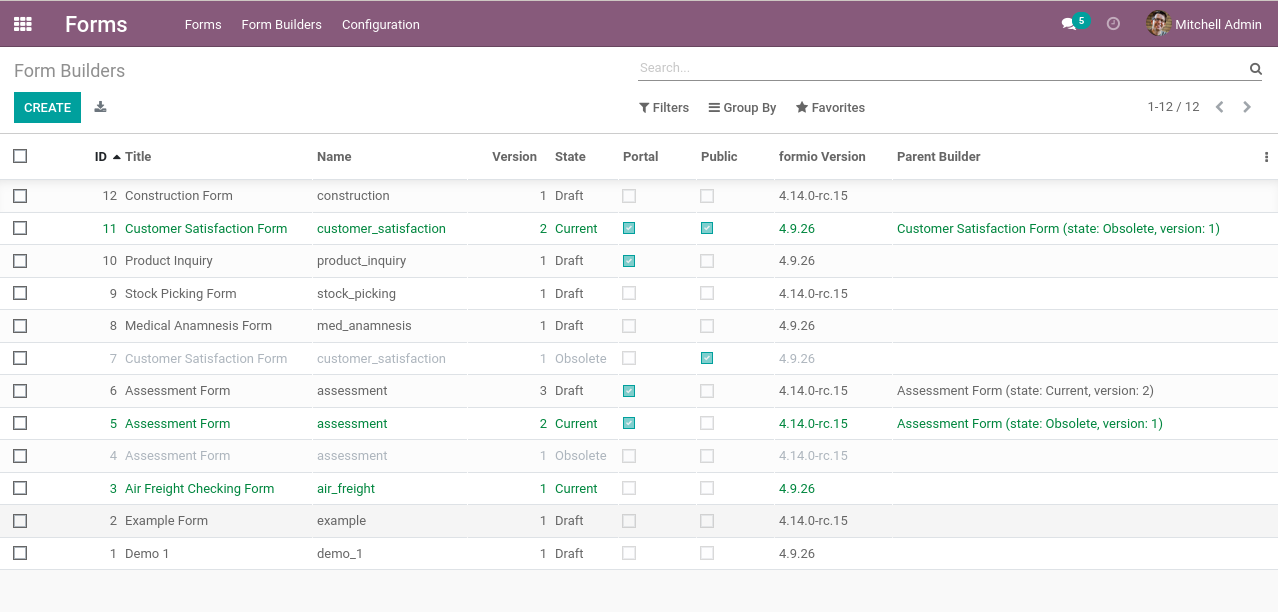 Forms Forms Form Builders Configuration 5 Mitchell Admin
Form Builders Search...
CREATE Filters Group By Favorites 1-12 / 12
ID Title Name Version State Portal Public formio Version Parent Builder
12 Construction Form construction 1 Draft 4.14.0-rc.15
11 Customer Satisfaction Form customer_satisfaction 2 Current 4.9.26 Customer Satisfaction Form (state: Obsolete, version: 1)
10 Product Inquiry product_inquiry 1 Draft 4.9.26
9 Stock Picking Form stock_picking 1 Draft 4.14.0-rc.15
8 Medical Anamnesis Form med_anamnesis 1 Draft 4.9.26
7 Customer Satisfaction Form customer_satisfaction 1 Obsolete 4.9.26
6 Assessment Form assessment 3 Draft 4.14.0-rc.15 Assessment Form (state: Current, version: 2)
5 Assessment Form assessment 2 Current 4.14.0-rc.15 Assessment Form (state: Obsolete, version: 1)
4 Assessment Form assessment 1 Obsolete 4.14.0-rc.15
3 Air Freight Checking Form air_freight 1 Current 4.9.26
2 Example Form example 1 Draft 4.14.0-rc.15
1 Demo 1 demo_1 1 Draft 4.9.26